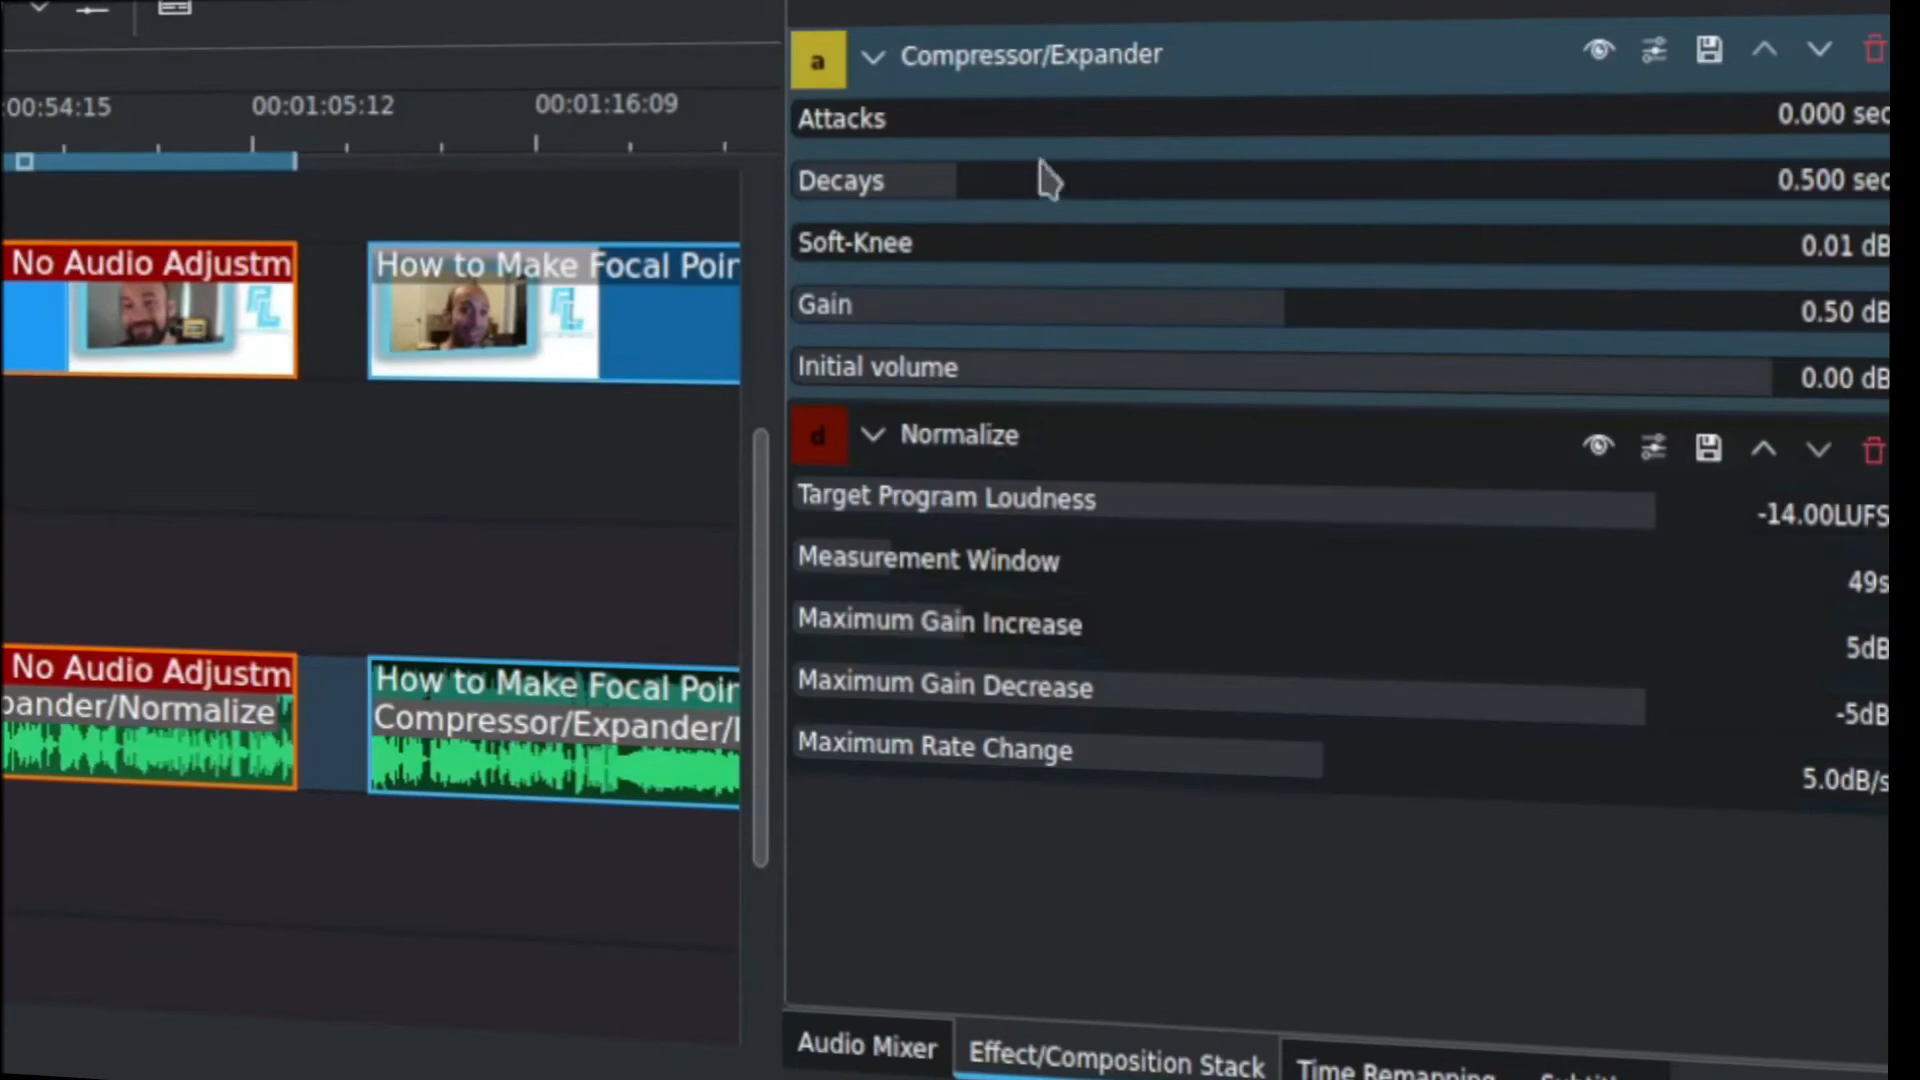 :00:54:15
00:01:05:12
00:01:16:09
No Audio Adjustm
How to Make Focal Poin
No Audio Adjustm
pander/Normalize
How to Make Focal Poin
Compressor/Expander/
a
Compressor/Expander
Attacks
0.000 sec
Decays
0.500 sec
Soft-Knee
0.01 dB
Gain
0.50 dB
Initial volume
0.00 dB
d
Normalize
Target Program Loudness
-14.00LUFS
Measurement Window
49s
Maximum Gain Increase
5dB
Maximum Gain Decrease
-5dB
Maximum Rate Change
5.0dB/s
Audio Mixer
Effect/Composition Stack
Time Remapping